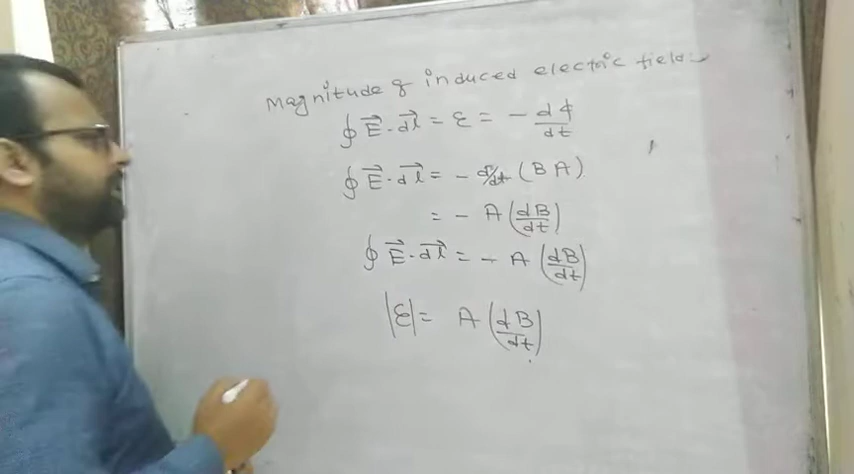 Magnitude of induced electric field
∮ E⃗ . dl⃗ = ε = - dϕ/dt
∮ E⃗ . dl⃗ = - d/dt (BA)
= - A (dB/dt)
∮ E⃗ . dl⃗ = - A (dB/dt)
|ε| = A (dB/dt)